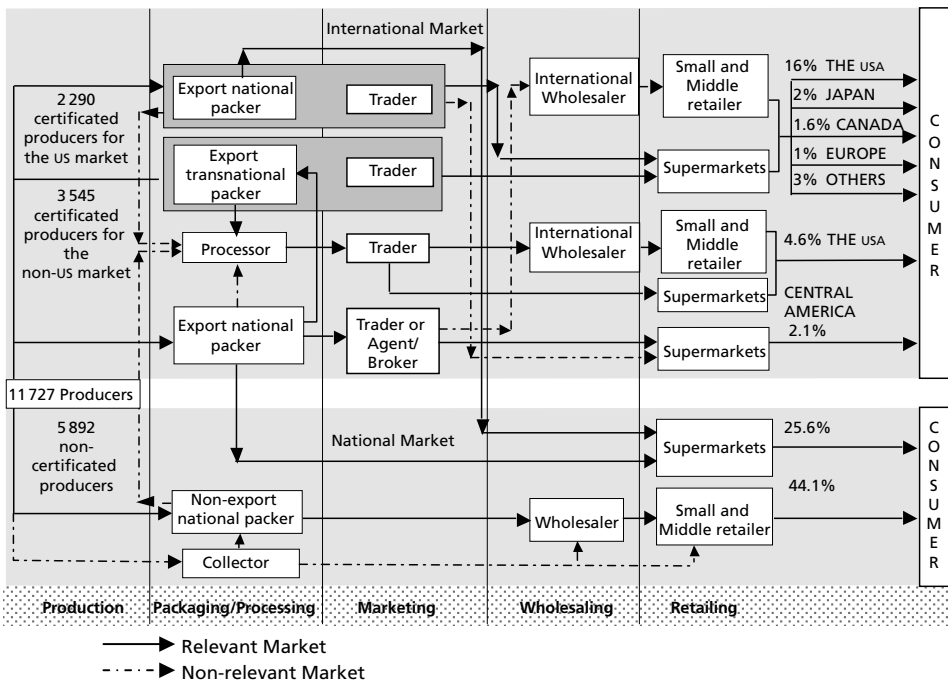 International Market
2 290
certificated
producers for
the US market
3 545
certificated
producers for
the
non-US market
11 727 Producers
5 892
non-
certificated
producers
Export national
packer
Trader
Export
transnational
packer
Trader
Processor
Trader
Export national
packer
Trader or
Agent/
Broker
International
Wholesaler
Small and
Middle
retailer
Supermarkets
International
Wholesaler
Small and
Middle
retailer
Supermarkets
Supermarkets
16% THE USA
2% JAPAN
1.6% CANADA
1% EUROPE
3% OTHERS
4.6% THE USA
CENTRAL
AMERICA
2.1%
C
O
N
S
U
M
E
R
National Market
Non-export
national packer
Collector
Wholesaler
Supermarkets
Small and
Middle retailer
25.6%
44.1%
C
O
N
S
U
M
E
R
Production
Packaging/Processing
Marketing
Wholesaling
Retailing
Relevant Market
Non-relevant Market